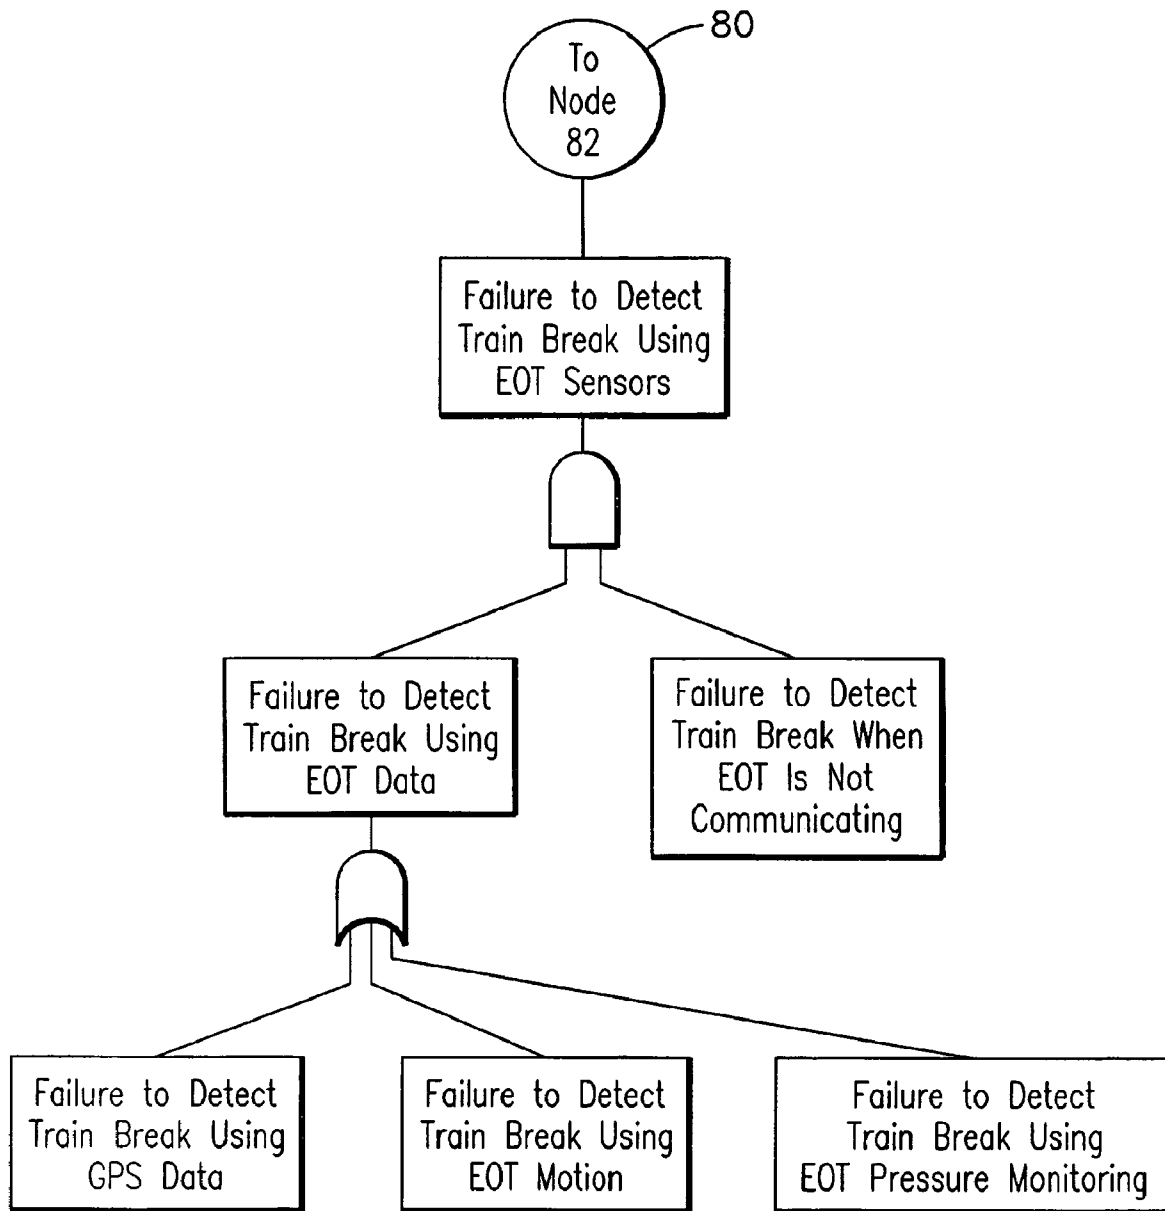 80
To
Node
82
Failure to Detect
Train Break Using
EOT Sensors
Failure to Detect
Train Break Using
EOT Data
Failure to Detect
Train Break When
EOT Is Not
Communicating
Failure to Detect
Train Break Using
GPS Data
Failure to Detect
Train Break Using
EOT Motion
Failure to Detect
Train Break Using
EOT Pressure Monitoring